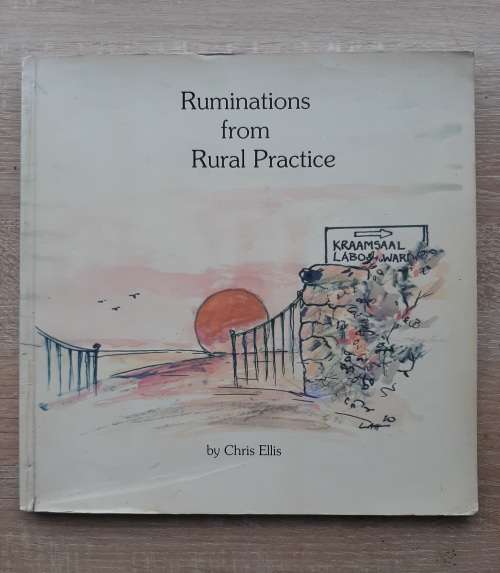 Ruminations
from
Rural Practice
KRAAMSAAL
LABOUR WARD
by Chris Ellis